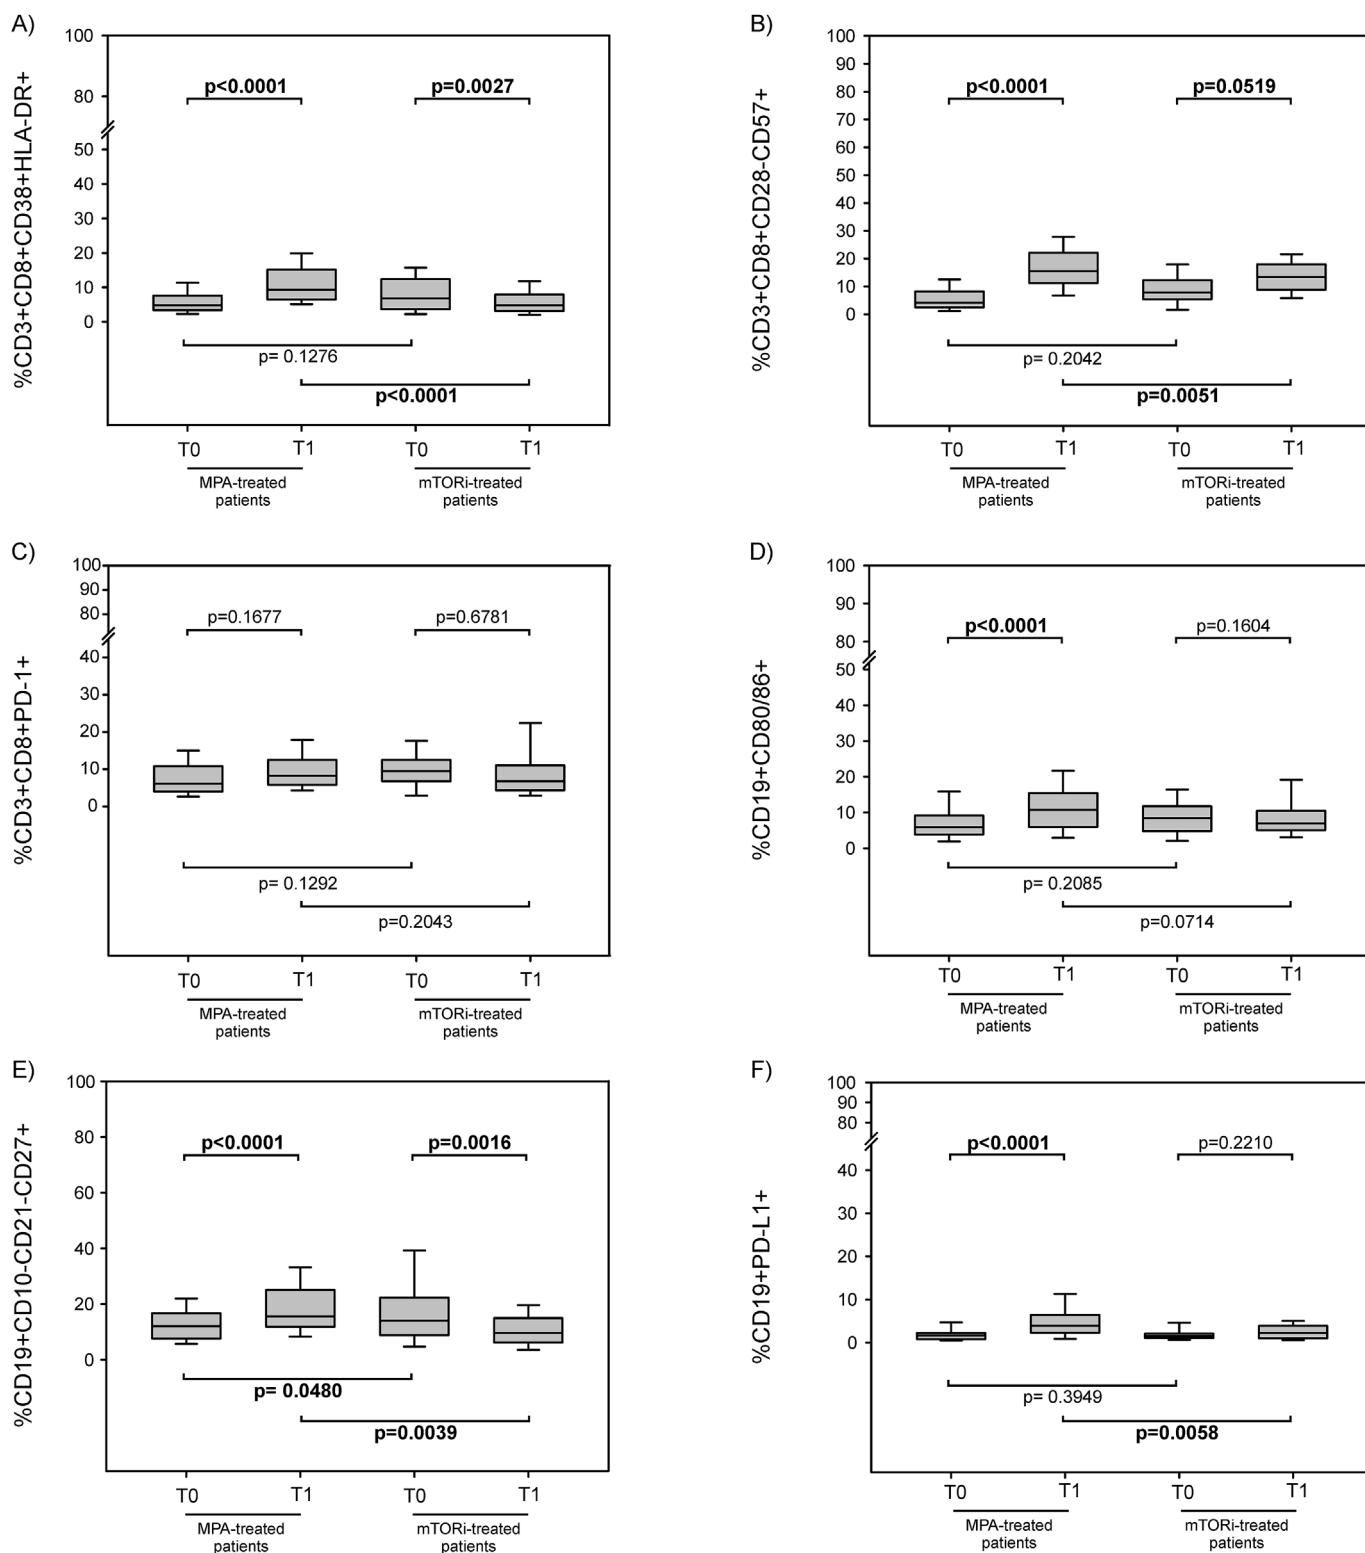 A)
%CD3+CD8+CD38+HLA-DR+
100
80
50
40
30
20
10
0
p<0.0001
p=0.0027
p= 0.1276
p<0.0001
T0
T1
T0
T1
MPA-treated
patients
mTORi-treated
patients
B)
%CD3+CD8+CD28-CD57+
100
90
80
70
60
50
40
30
20
10
0
p<0.0001
p=0.0519
p= 0.2042
p=0.0051
T0
T1
T0
T1
MPA-treated
patients
mTORi-treated
patients
C)
%CD3+CD8+PD-1+
100
90
80
40
30
20
10
0
p=0.1677
p=0.6781
p= 0.1292
p=0.2043
T0
T1
T0
T1
MPA-treated
patients
mTORi-treated
patients
D)
%CD19+CD80/86+
100
90
80
50
40
30
20
10
0
p<0.0001
p=0.1604
p= 0.2085
p=0.0714
T0
T1
T0
T1
MPA-treated
patients
mTORi-treated
patients
E)
%CD19+CD10-CD21-CD27+
100
80
60
40
20
0
p<0.0001
p=0.0016
p= 0.0480
p=0.0039
T0
T1
T0
T1
MPA-treated
patients
mTORi-treated
patients
F)
%CD19+PD-L1+
100
90
80
40
30
20
10
0
p<0.0001
p=0.2210
p= 0.3949
p=0.0058
T0
T1
T0
T1
MPA-treated
patients
mTORi-treated
patients